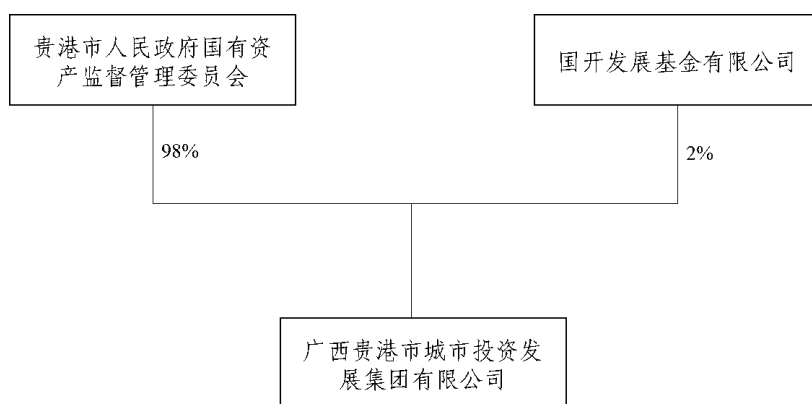 贵港市人民政府国有资
产监督管理委员会
国开发展基金有限公司
98%
2%
广西贵港市城市投资发
展集团有限公司